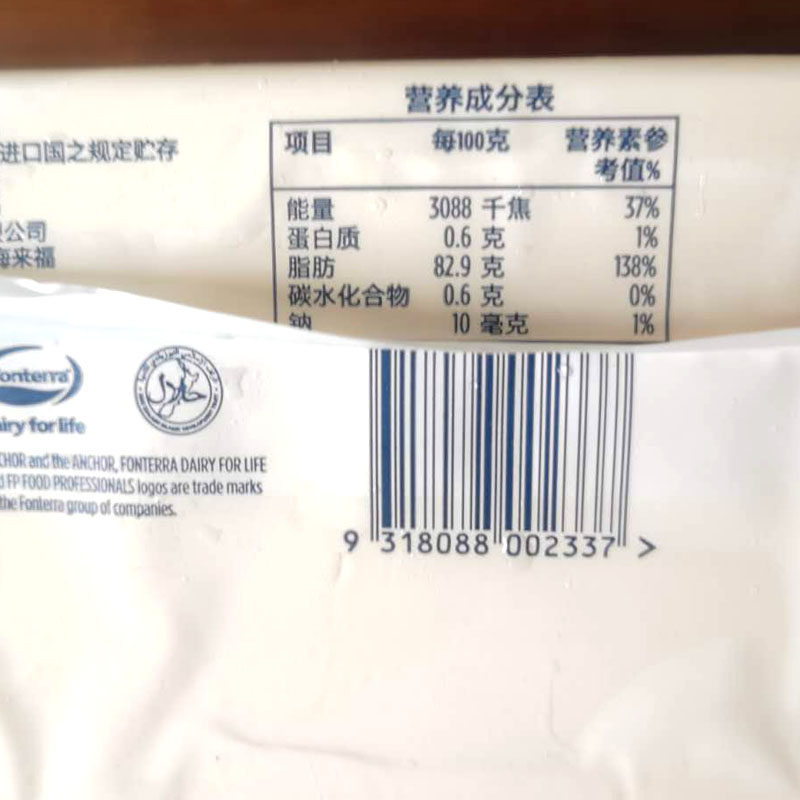 营养成分表
项目 每100克 营养素参考值%
能量 3088 千焦 37%
蛋白质 0.6 克 1%
脂肪 82.9 克 138%
碳水化合物 0.6 克 0%
钠 10 毫克 1%
进口国之规定贮存
公司
海来福
onterra
airy for life
CHOR and the ANCHOR, FONTERRA DAIRY FOR LIFE
d FP FOOD PROFESSIONALS logos are trade marks
the Fonterra group of companies.
9 318088 002337 >